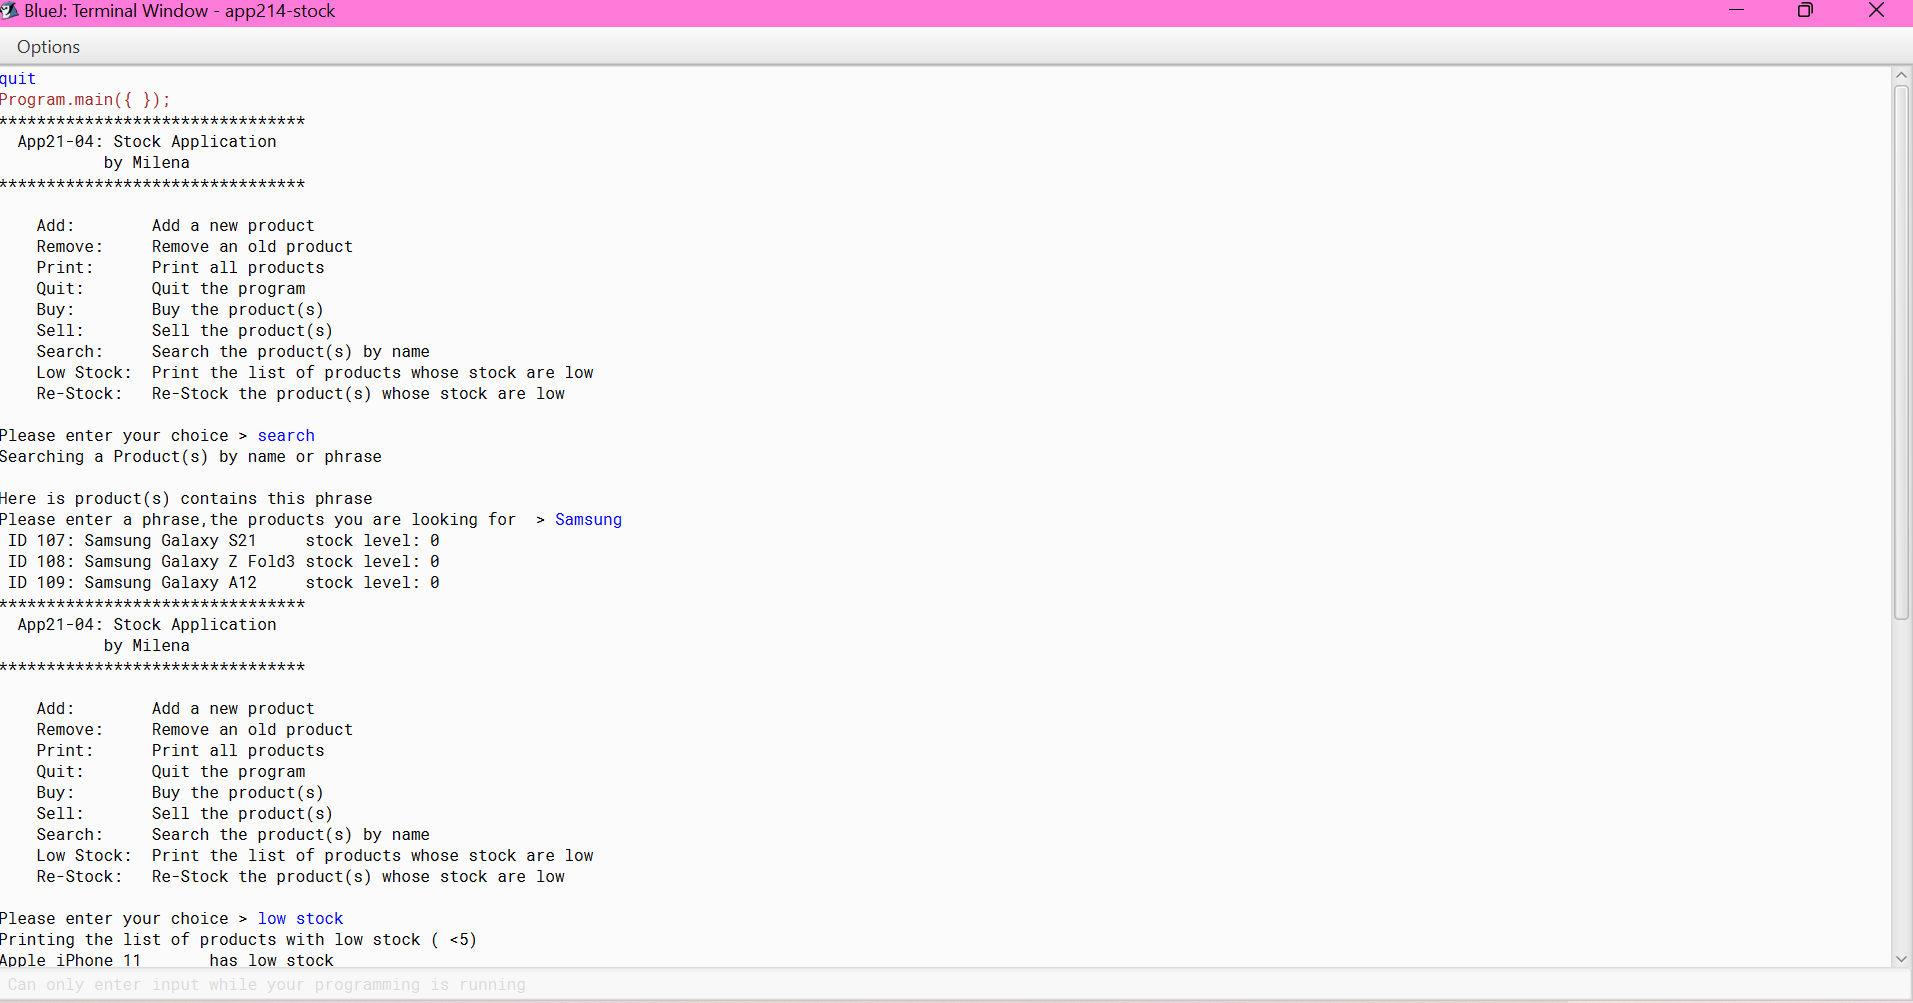 BlueJ: Terminal Window - app214-stock
Options
quit
Program.main({ });
********************************
App21-04: Stock Application
by Milena
********************************
Add: Add a new product
Remove: Remove an old product
Print: Print all products
Quit: Quit the program
Buy: Buy the product(s)
Sell: Sell the product(s)
Search: Search the product(s) by name
Low Stock: Print the list of products whose stock are low
Re-Stock: Re-Stock the product(s) whose stock are low
Please enter your choice > search
Searching a Product(s) by name or phrase
Here is product(s) contains this phrase
Please enter a phrase,the products you are looking for > Samsung
ID 107: Samsung Galaxy S21 stock level: 0
ID 108: Samsung Galaxy Z Fold3 stock level: 0
ID 109: Samsung Galaxy A12 stock level: 0
********************************
App21-04: Stock Application
by Milena
********************************
Add: Add a new product
Remove: Remove an old product
Print: Print all products
Quit: Quit the program
Buy: Buy the product(s)
Sell: Sell the product(s)
Search: Search the product(s) by name
Low Stock: Print the list of products whose stock are low
Re-Stock: Re-Stock the product(s) whose stock are low
Please enter your choice > low stock
Printing the list of products with low stock ( <5)
Apple iPhone 11 has low stock
Can only enter input while your programming is running